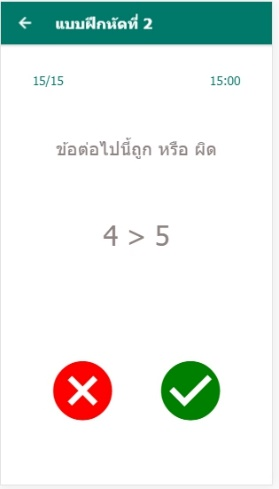 ← แบบฝึกหัดที่ 2
15/15 15:00
ข้อต่อไปนี้ถูก หรือ ผิด
4 > 5